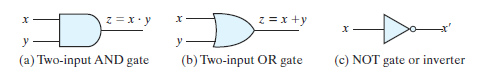 x
y
z = x · y
x
y
z = x + y
x
x'
(a) Two-input AND gate
(b) Two-input OR gate
(c) NOT gate or inverter